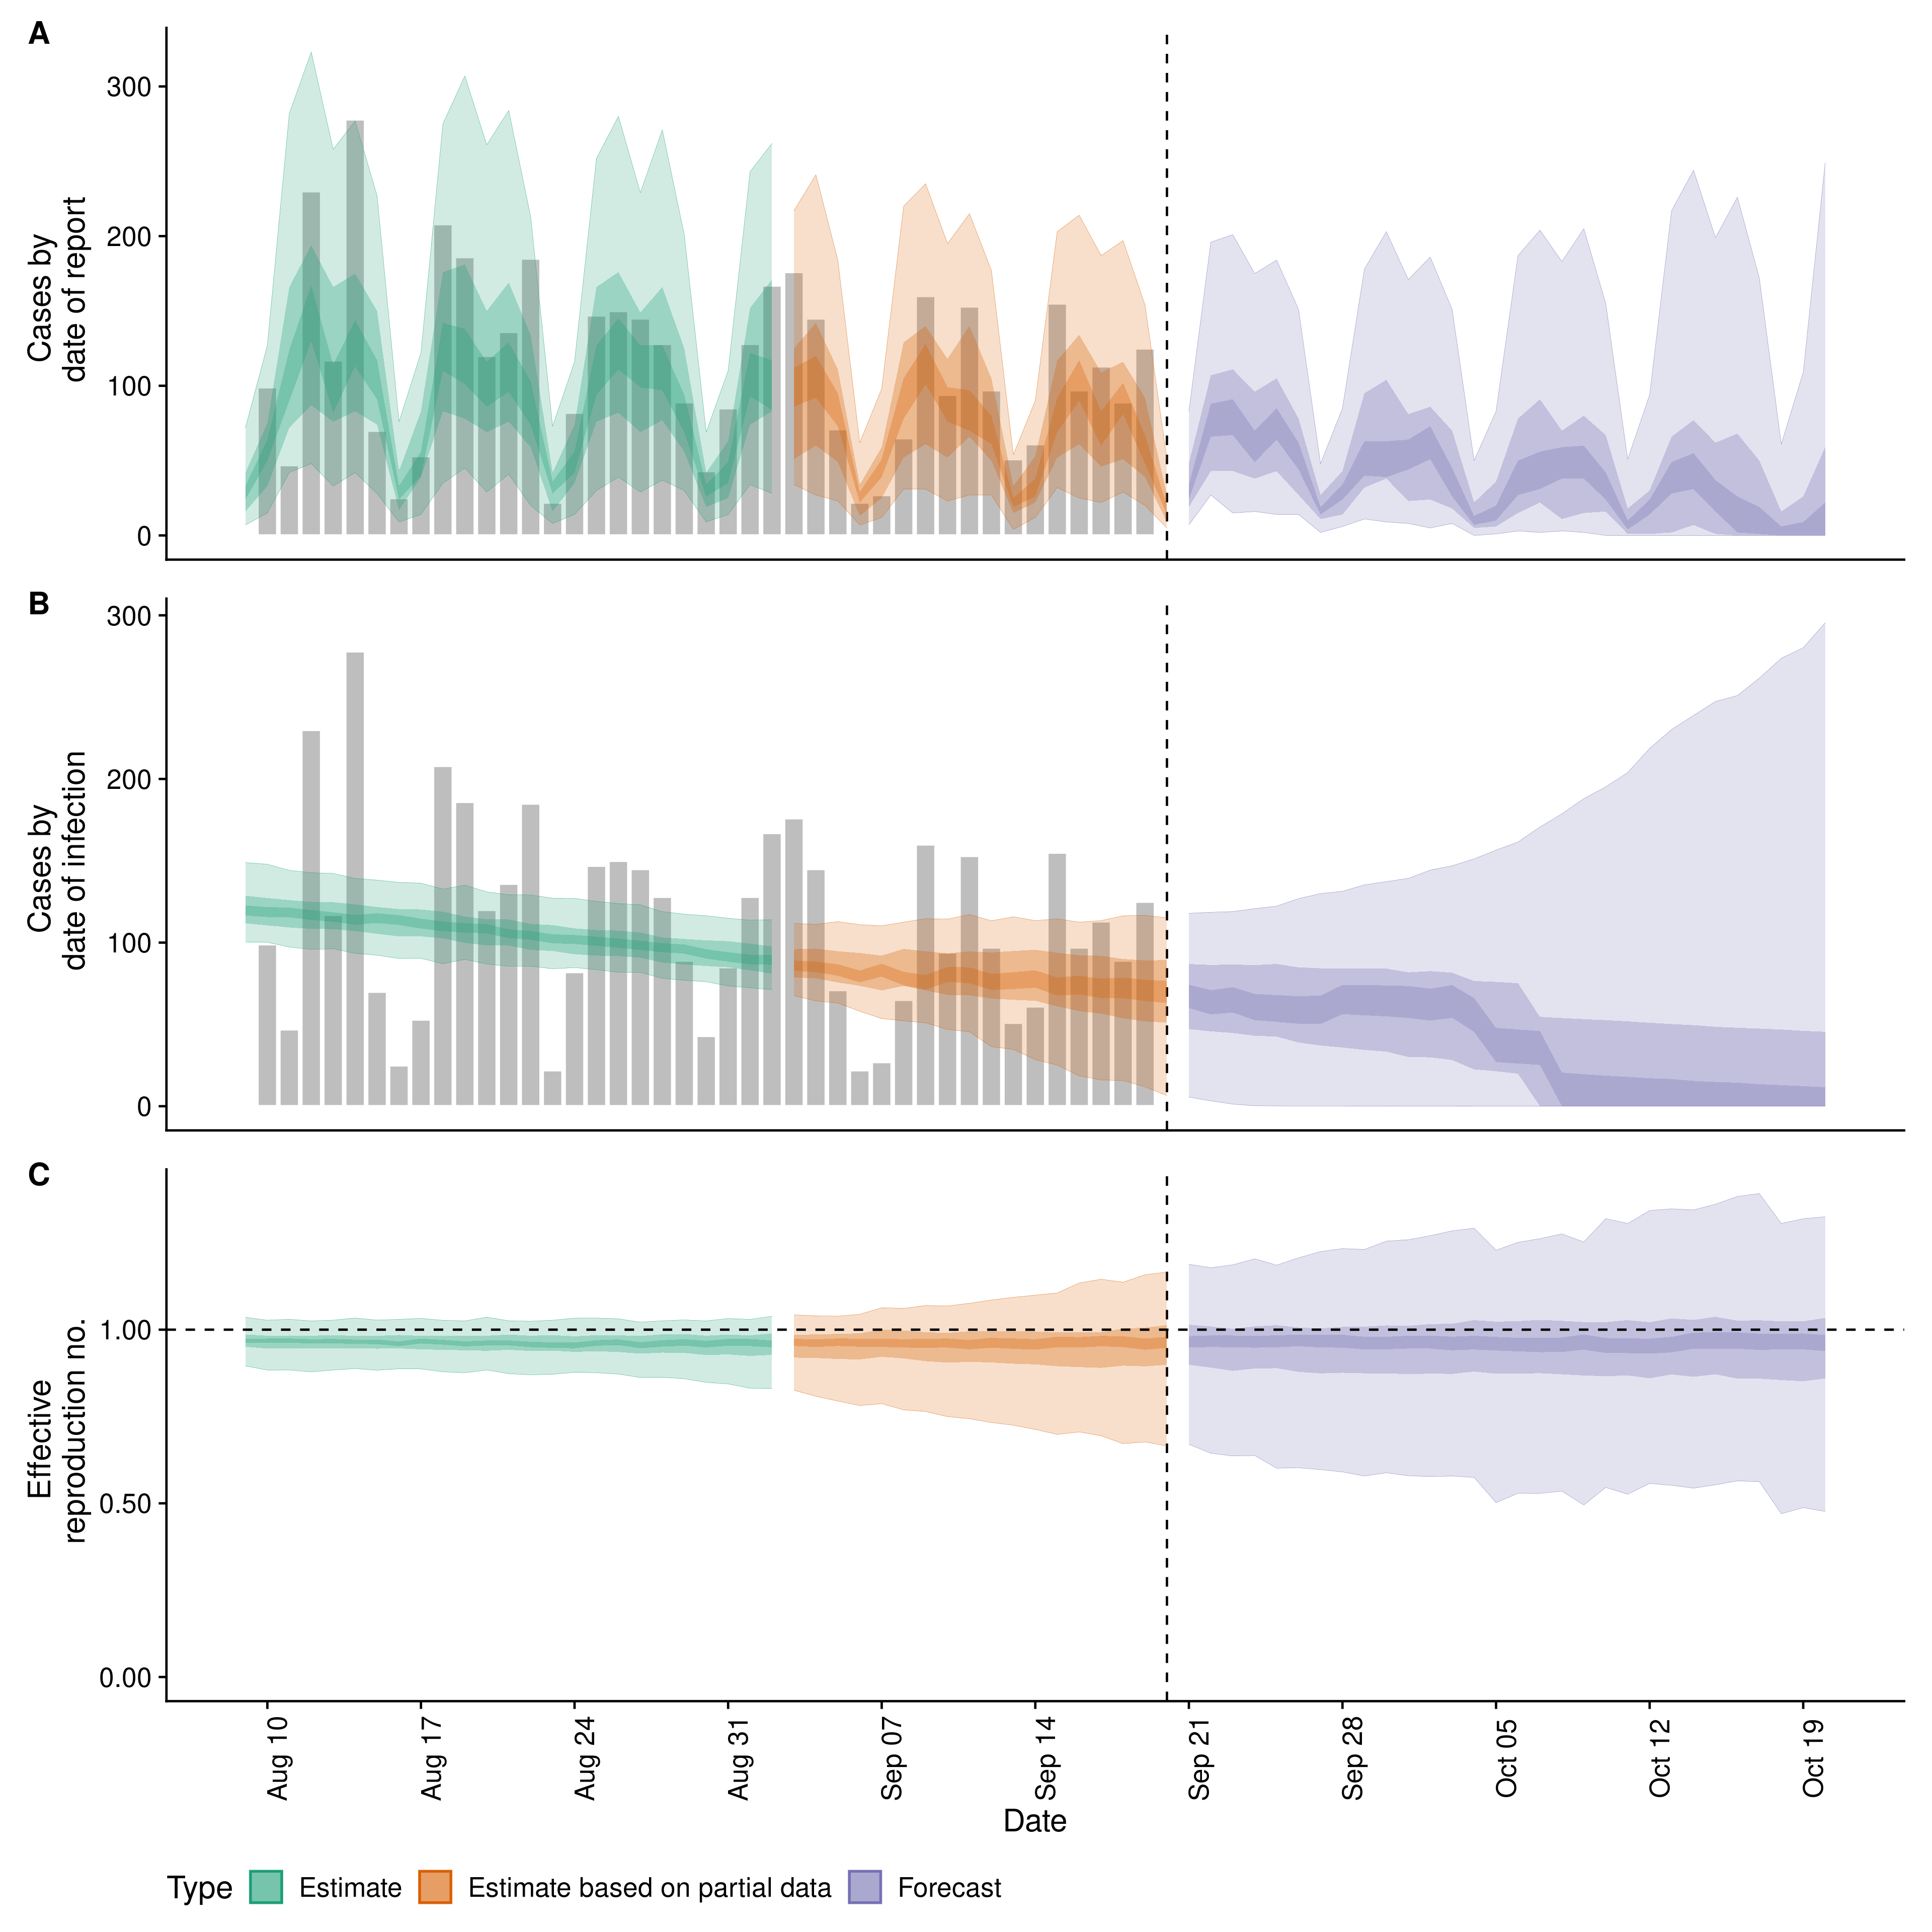 A
300
200
100
0
Cases by
date of report
B
300
200
100
0
Cases by
date of infection
C
1.00
0.50
0.00
Effective
reproduction no.
Aug 10
Aug 17
Aug 24
Aug 31
Sep 07
Sep 14
Sep 21
Sep 28
Oct 05
Oct 12
Oct 19
Date
Type Estimate Estimate based on partial data Forecast